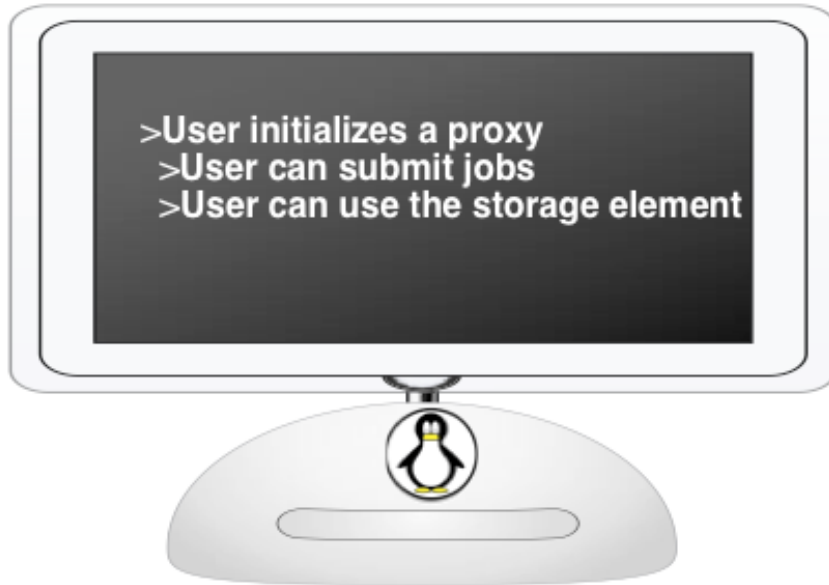 >User initializes a proxy
>User can submit jobs
>User can use the storage element